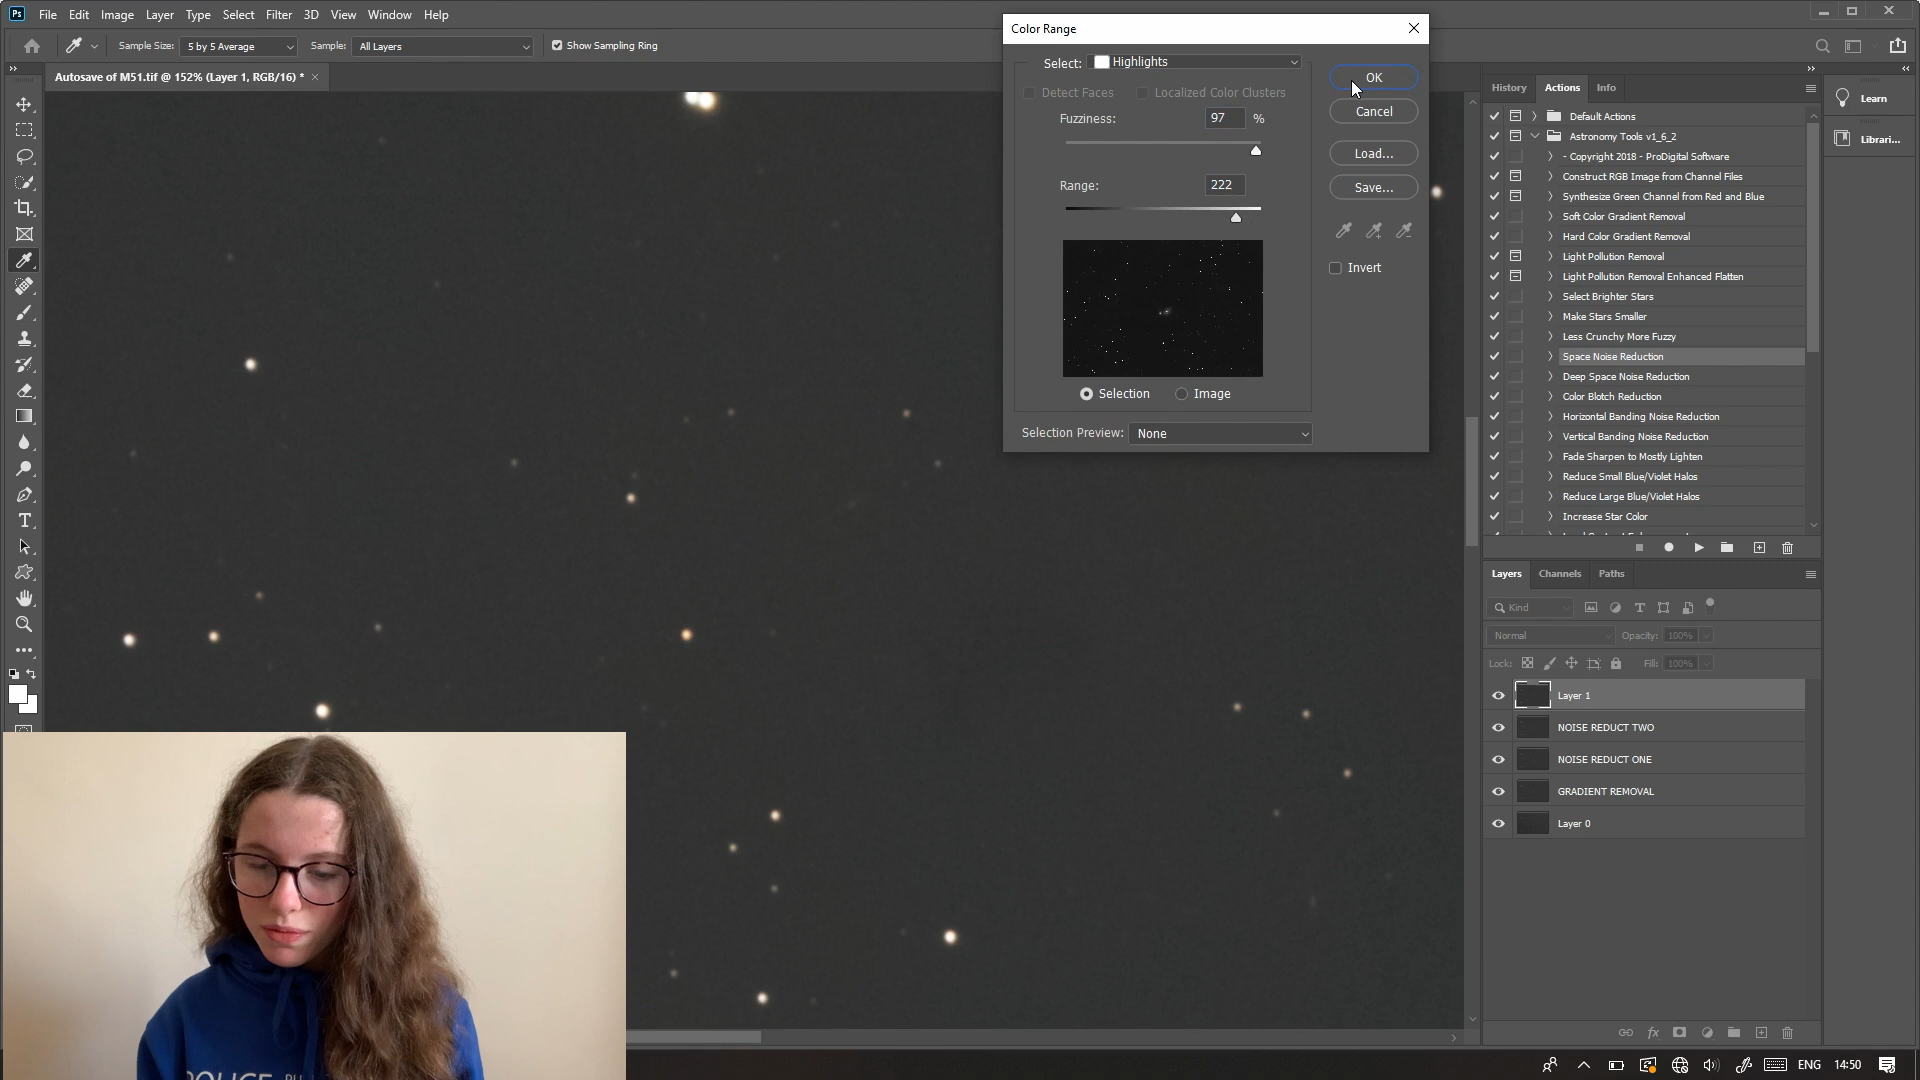 Ps File Edit Image Layer Type Select Filter 3D View Window Help
Sample Size: 5 by 5 Average Sample: All Layers Show Sampling Ring
Autosave of M51.tif @ 152% (Layer 1, RGB/16) *
Color Range
Select: Highlights
Detect Faces Localized Color Clusters
Fuzziness: 97 %
Range: 222
Selection Image
Selection Preview: None
OK
Cancel
Load...
Save...
Invert
History Actions Info
Default Actions
Astronomy Tools v1_6_2
- Copyright 2018 - ProDigital Software
Construct RGB Image from Channel Files
Synthesize Green Channel from Red and Blue
Soft Color Gradient Removal
Hard Color Gradient Removal
Light Pollution Removal
Light Pollution Removal Enhanced Flatten
Select Brighter Stars
Make Stars Smaller
Less Crunchy More Fuzzy
Space Noise Reduction
Deep Space Noise Reduction
Color Blotch Reduction
Horizontal Banding Noise Reduction
Vertical Banding Noise Reduction
Fade Sharpen to Mostly Lighten
Reduce Small Blue/Violet Halos
Reduce Large Blue/Violet Halos
Increase Star Color
Learn
Librari...
Layers Channels Paths
Kind
Normal Opacity: 100%
Lock: Fill: 100%
Layer 1
NOISE REDUCT TWO
NOISE REDUCT ONE
GRADIENT REMOVAL
Layer 0
fx
ENG 14:50